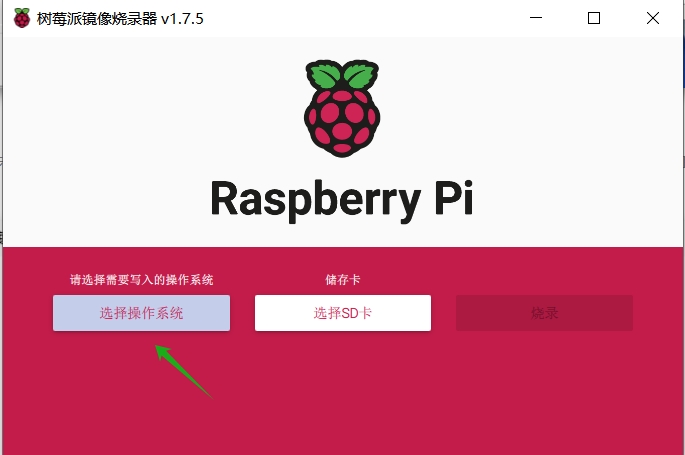 树莓派镜像烧录器 v1.7.5
Raspberry Pi
请选择需要写入的操作系统
储存卡
选择操作系统
选择SD卡
烧录